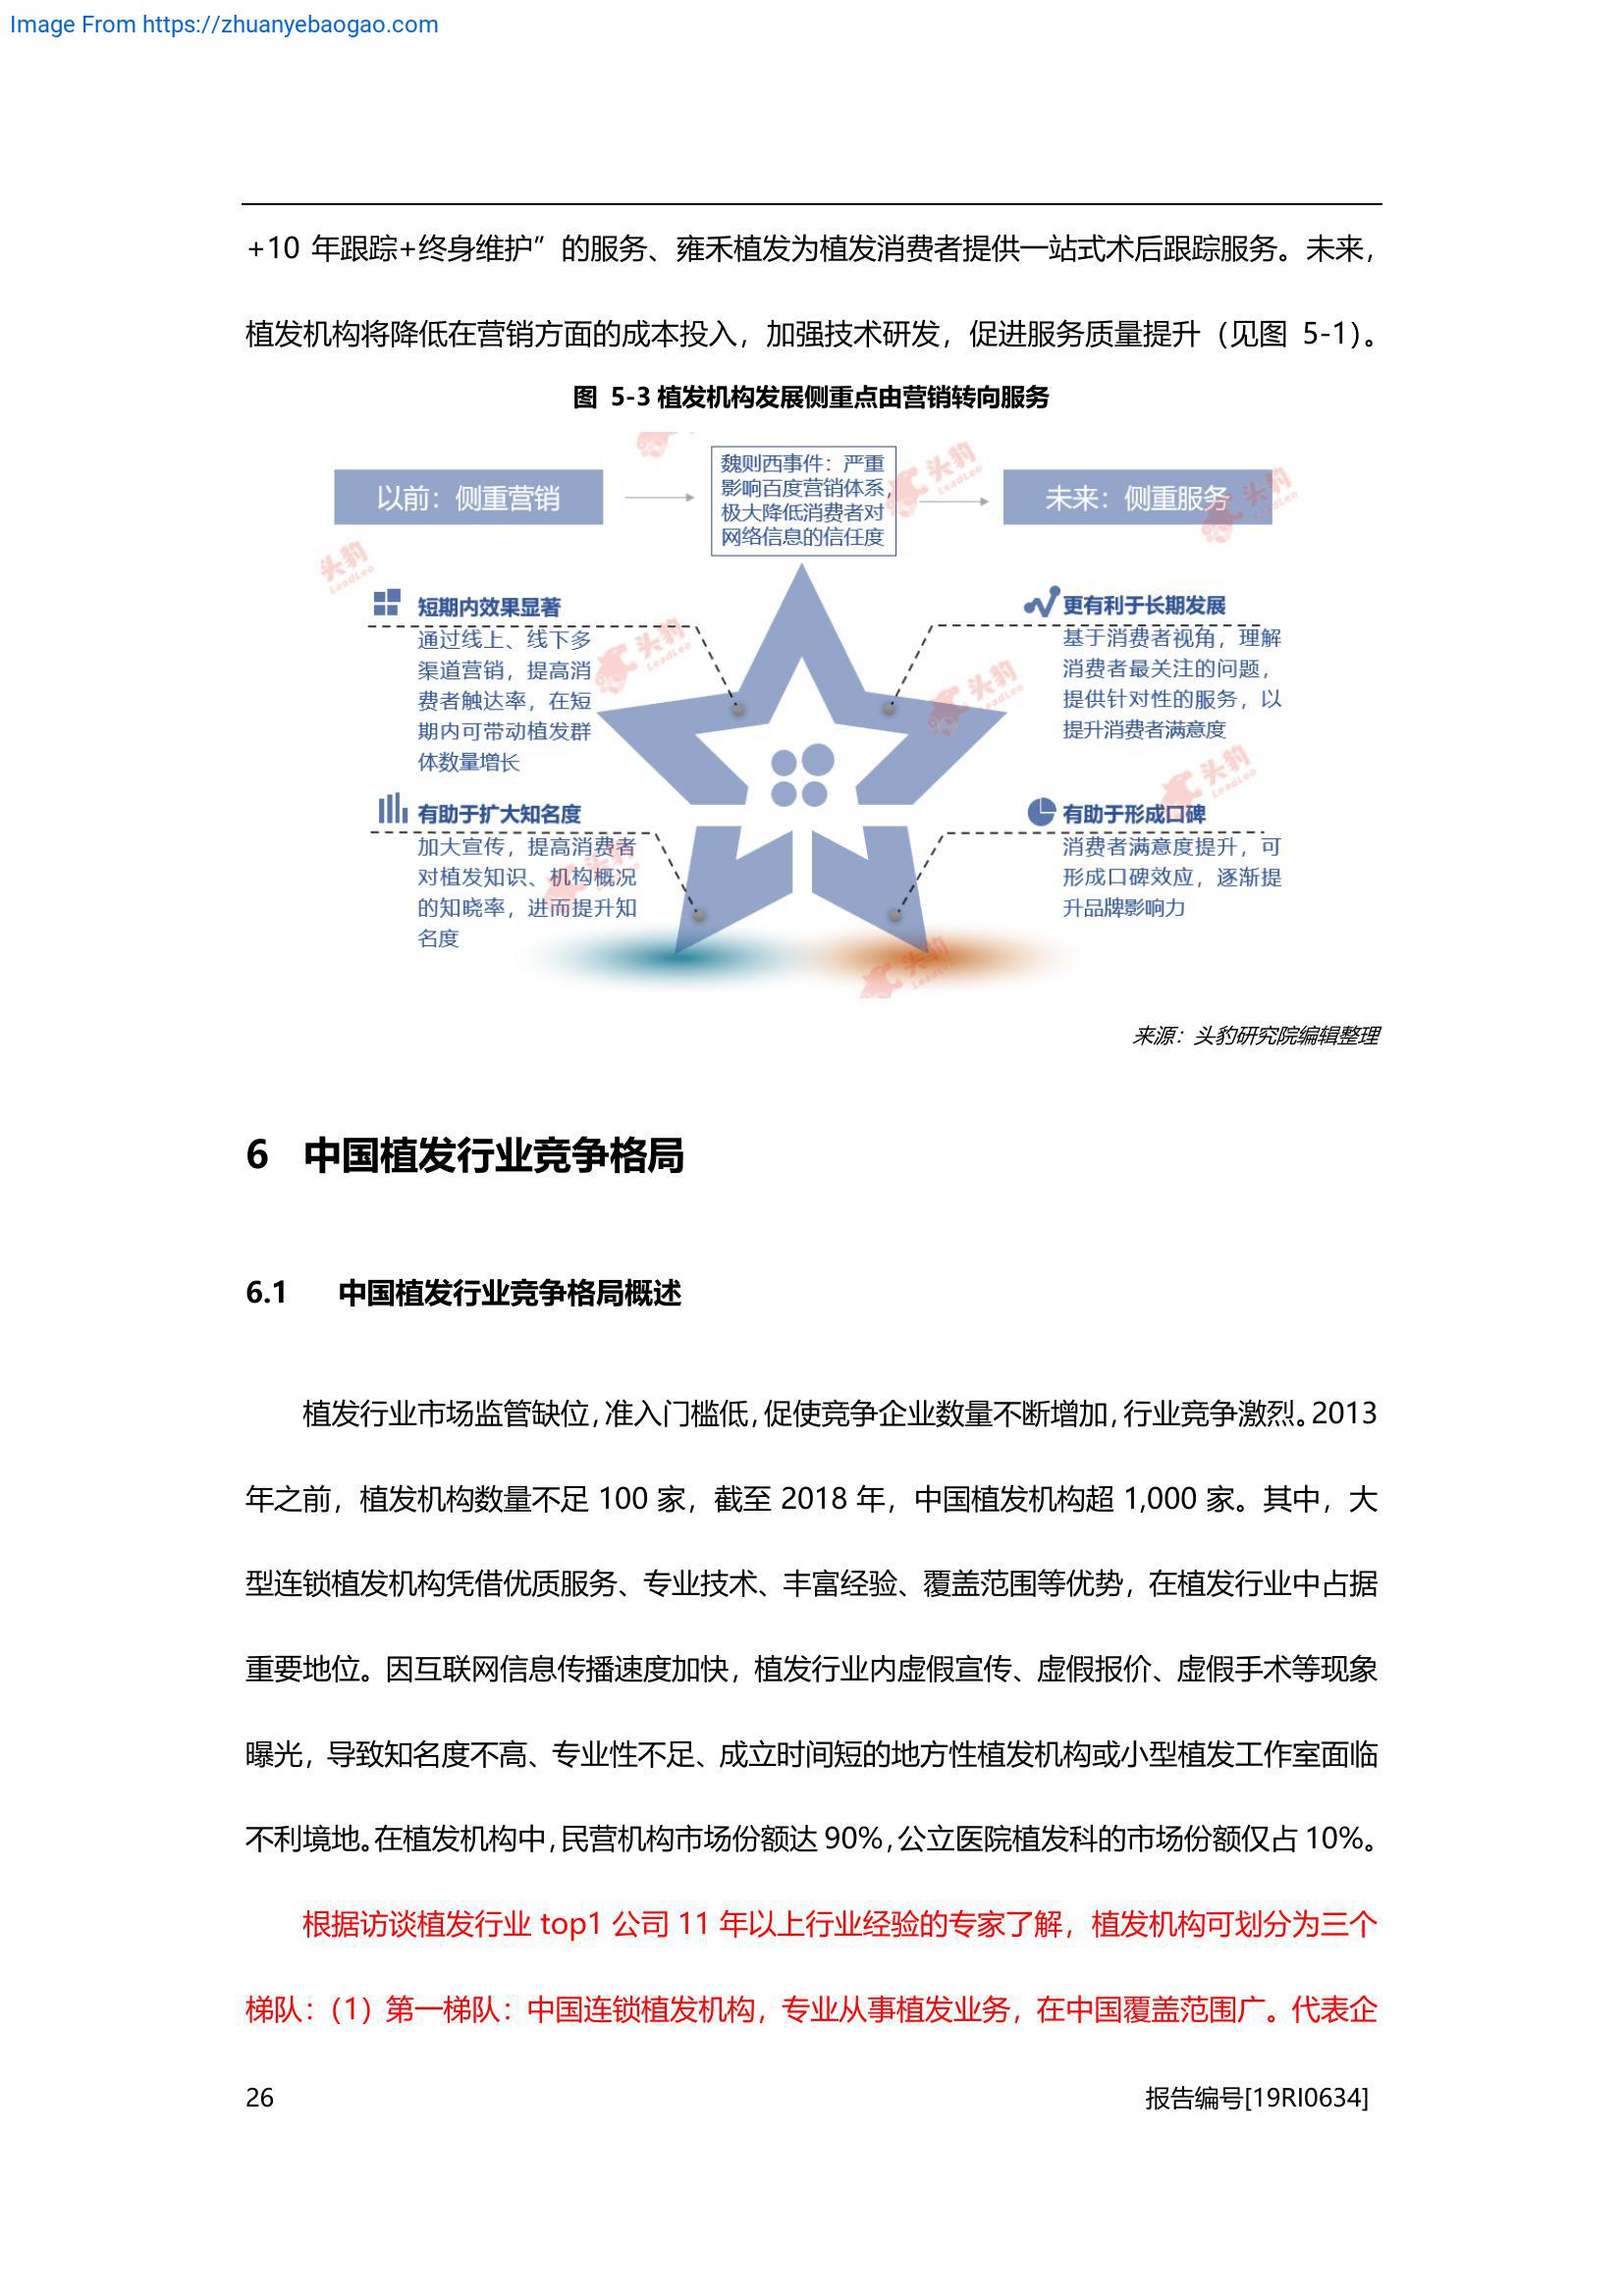 Image From https://zhuanyebaogao.com
+10 年跟踪+终身维护”的服务、雍禾植发为植发消费者提供一站式术后跟踪服务。未来，
植发机构将降低在营销方面的成本投入，加强技术研发，促进服务质量提升（见图 5-1）。
图 5-3 植发机构发展侧重点由营销转向服务
以前：侧重营销
魏则西事件：严重
影响百度营销体系，
极大降低消费者对
网络信息的信任度
未来：侧重服务
短期内效果显著
通过线上、线下多
渠道营销，提高消
费者触达率，在短
期内可带动植发群
体数量增长
更有利于长期发展
基于消费者视角，理解
消费者最关注的问题，
提供针对性的服务，以
提升消费者满意度
有助于扩大知名度
加大宣传，提高消费者
对植发知识、机构概况
的知晓率，进而提升知
名度
有助于形成口碑
消费者满意度提升，可
形成口碑效应，逐渐提
升品牌影响力
头豹
LeadLeo
头豹
LeadLeo
头豹
LeadLeo
头豹
LeadLeo
头豹
LeadLeo
头豹
LeadLeo
头豹
头豹
LeadLeo
来源：头豹研究院编辑整理
6 中国植发行业竞争格局
6.1 中国植发行业竞争格局概述
植发行业市场监管缺位，准入门槛低，促使竞争企业数量不断增加，行业竞争激烈。2013
年之前，植发机构数量不足 100 家，截至 2018 年，中国植发机构超 1,000 家。其中，大
型连锁植发机构凭借优质服务、专业技术、丰富经验、覆盖范围等优势，在植发行业中占据
重要地位。因互联网信息传播速度加快，植发行业内虚假宣传、虚假报价、虚假手术等现象
曝光，导致知名度不高、专业性不足、成立时间短的地方性植发机构或小型植发工作室面临
不利境地。在植发机构中，民营机构市场份额达 90%，公立医院植发科的市场份额仅占 10%。
根据访谈植发行业 top1 公司 11 年以上行业经验的专家了解，植发机构可划分为三个
梯队：（1）第一梯队：中国连锁植发机构，专业从事植发业务，在中国覆盖范围广。代表企
26
报告编号[19RI0634]